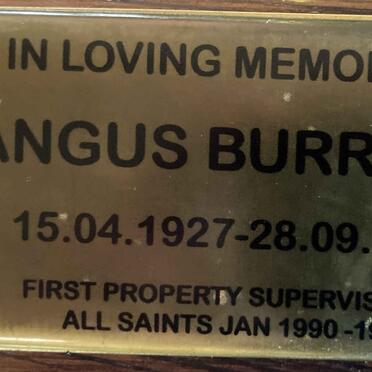 IN LOVING MEMO
ANGUS BURR
15.04.1927-28.09.
FIRST PROPERTY SUPERVIS
ALL SAINTS JAN 1990 -1